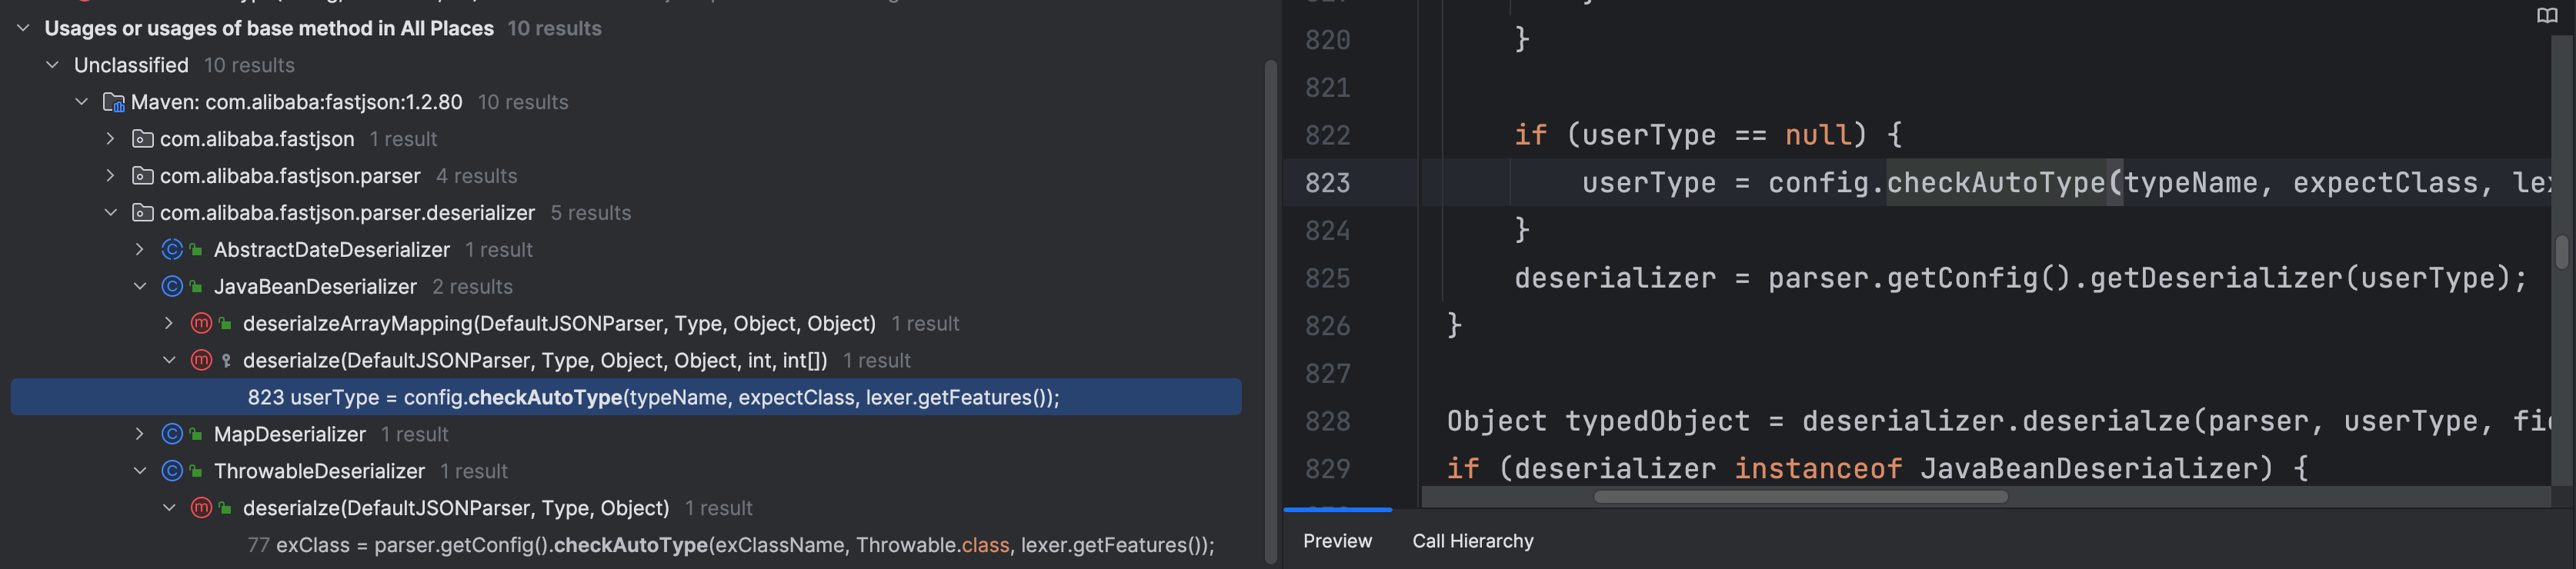 Usages or usages of base method in All Places 10 results
Unclassified 10 results
Maven: com.alibaba:fastjson:1.2.80 10 results
com.alibaba.fastjson 1 result
com.alibaba.fastjson.parser 4 results
com.alibaba.fastjson.parser.deserializer 5 results
AbstractDateDeserializer 1 result
JavaBeanDeserializer 2 results
deserialzeArrayMapping(DefaultJSONParser, Type, Object, Object) 1 result
deserialze(DefaultJSONParser, Type, Object, Object, int, int[]) 1 result
823 userType = config.checkAutoType(typeName, expectClass, lexer.getFeatures());
MapDeserializer 1 result
ThrowableDeserializer 1 result
deserialze(DefaultJSONParser, Type, Object) 1 result
77 exClass = parser.getConfig().checkAutoType(exClassName, Throwable.class, lexer.getFeatures());
820 }
821
822 if (userType == null) {
823 userType = config.checkAutoType(typeName, expectClass, lex
824 }
825 deserializer = parser.getConfig().getDeserializer(userType);
826 }
827
828 Object typedObject = deserializer.deserialze(parser, userType, fie
829 if (deserializer instanceof JavaBeanDeserializer) {
Preview Call Hierarchy